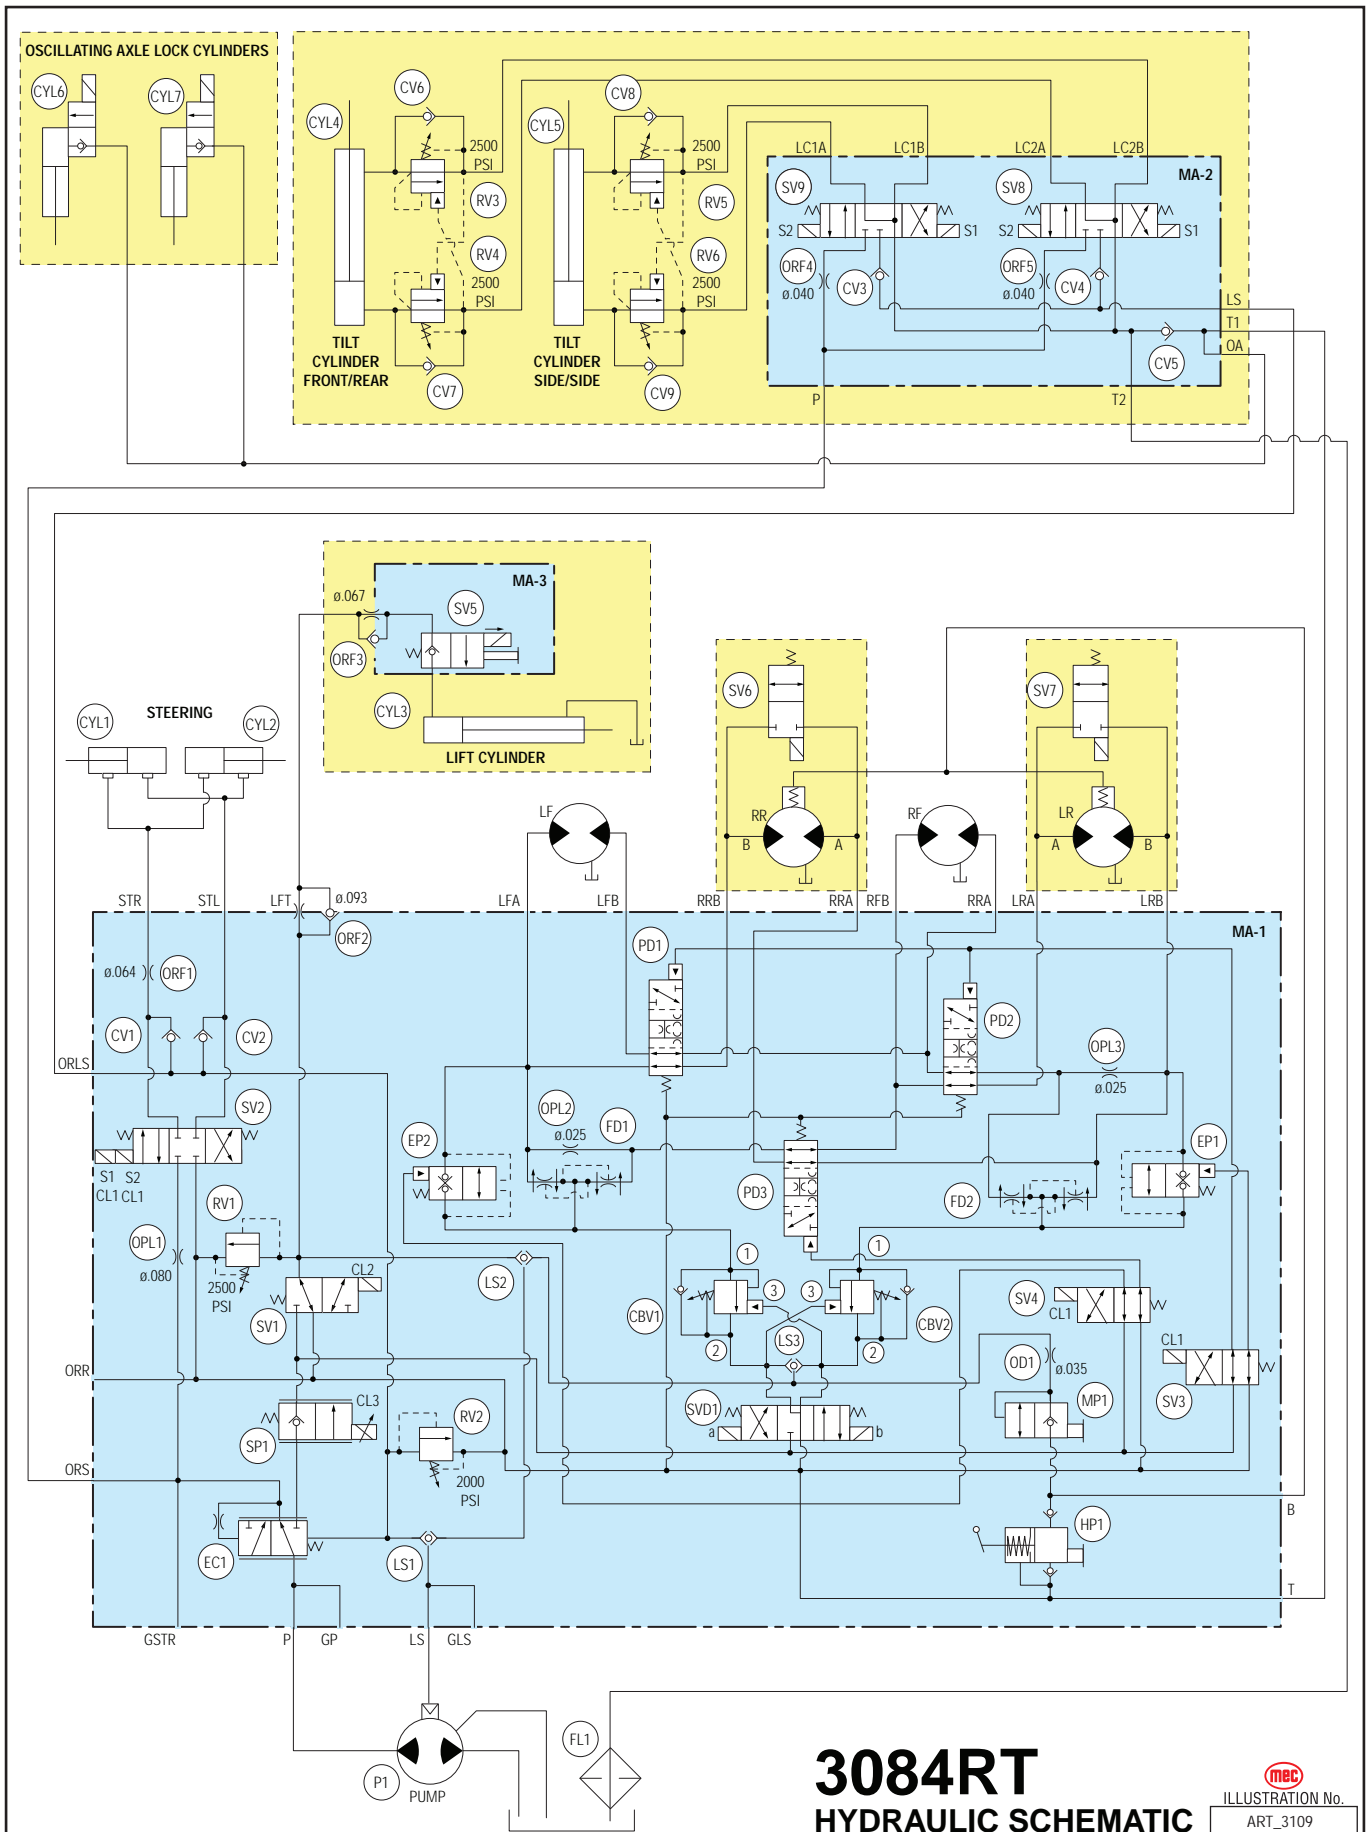 OSCILLATING AXLE LOCK CYLINDERS
CYL6
CYL7
CYL4
CV6
2500
PSI
RV3
RV4
2500
PSI
CV7
TILT
CYLINDER
FRONT/REAR
CYL5
CV8
2500
PSI
RV5
RV6
2500
PSI
CV9
TILT
CYLINDER
SIDE/SIDE
LC1A
LC1B
LC2A
LC2B
MA-2
SV9
SV8
S2
S1
S2
S1
ORF4
ø.040
CV3
ORF5
ø.040
CV4
LS
T1
OA
CV5
P
T2
MA-3
ø.067
SV5
ORF3
CYL3
LIFT CYLINDER
STEERING
CYL1
CYL2
SV6
SV7
LF
RR
B
A
RF
LR
A
B
STR
STL
LFT
ø.093
LFA
LFB
RRB
RRA
RFB
RRA
LRA
LRB
MA-1
ORF2
ø.064
ORF1
PD1
PD2
CV1
CV2
ORLS
OPL3
ø.025
SV2
OPL2
ø.025
FD1
EP2
EP1
S1
S2
CL1
CL1
RV1
PD3
FD2
OPL1
ø.080
2500
PSI
CL2
LS2
1
1
3
3
SV1
CBV1
CBV2
SV4
CL1
2
LS3
2
CL1
OD1
ø.035
SV3
ORR
CL3
SP1
RV2
2000
PSI
SVD1
a
b
MP1
ORS
B
HP1
EC1
LS1
T
GSTR
P
GP
LS
GLS
FL1
P1
PUMP
3084RT
HYDRAULIC SCHEMATIC
mec
ILLUSTRATION No.
ART_3109